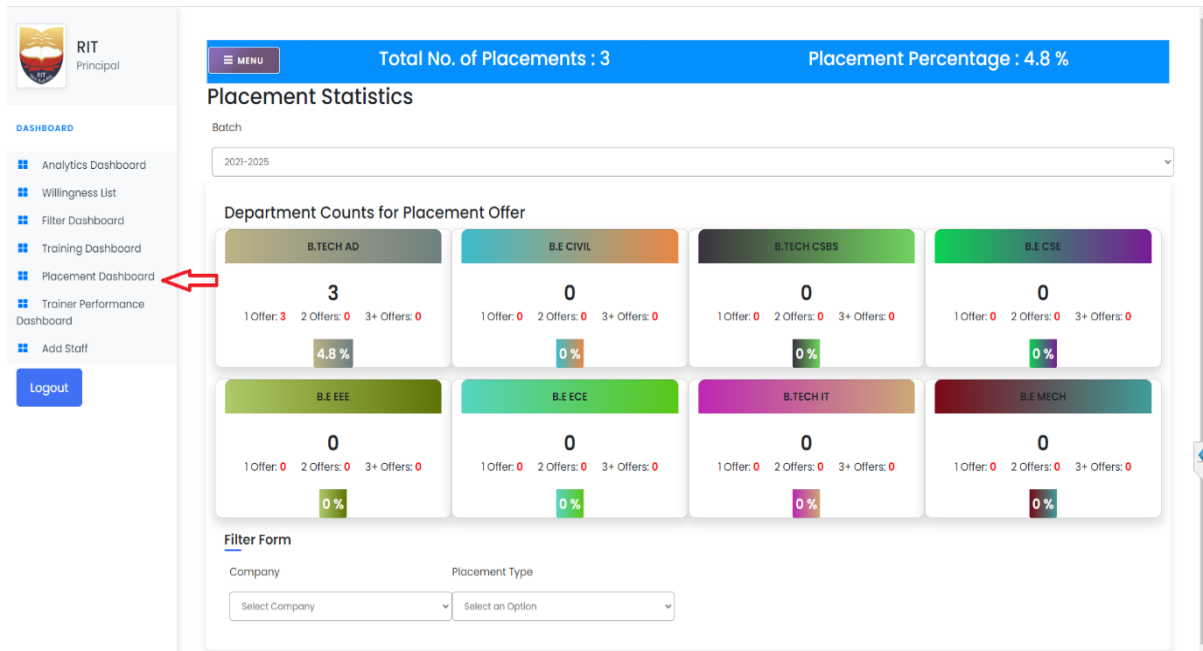 RIT
Principal
DASHBOARD
Analytics Dashboard
Willingness List
Filter Dashboard
Training Dashboard
Placement Dashboard
Trainer Performance
Dashboard
Add Staff
Logout
MENU
Total No. of Placements : 3
Placement Percentage : 4.8 %
Placement Statistics
Batch
2021-2025
Department Counts for Placement Offer
B.TECH AD
3
1 Offer: 3 2 Offers: 0 3+ Offers: 0
4.8 %
B.E CIVIL
0
1 Offer: 0 2 Offers: 0 3+ Offers: 0
0 %
B.TECH CSBS
0
1 Offer: 0 2 Offers: 0 3+ Offers: 0
0 %
B.E CSE
0
1 Offer: 0 2 Offers: 0 3+ Offers: 0
0 %
B.E EEE
0
1 Offer: 0 2 Offers: 0 3+ Offers: 0
0 %
B.E ECE
0
1 Offer: 0 2 Offers: 0 3+ Offers: 0
0 %
B.TECH IT
0
1 Offer: 0 2 Offers: 0 3+ Offers: 0
0 %
B.E MECH
0
1 Offer: 0 2 Offers: 0 3+ Offers: 0
0 %
Filter Form
Company
Placement Type
Select Company
Select an Option